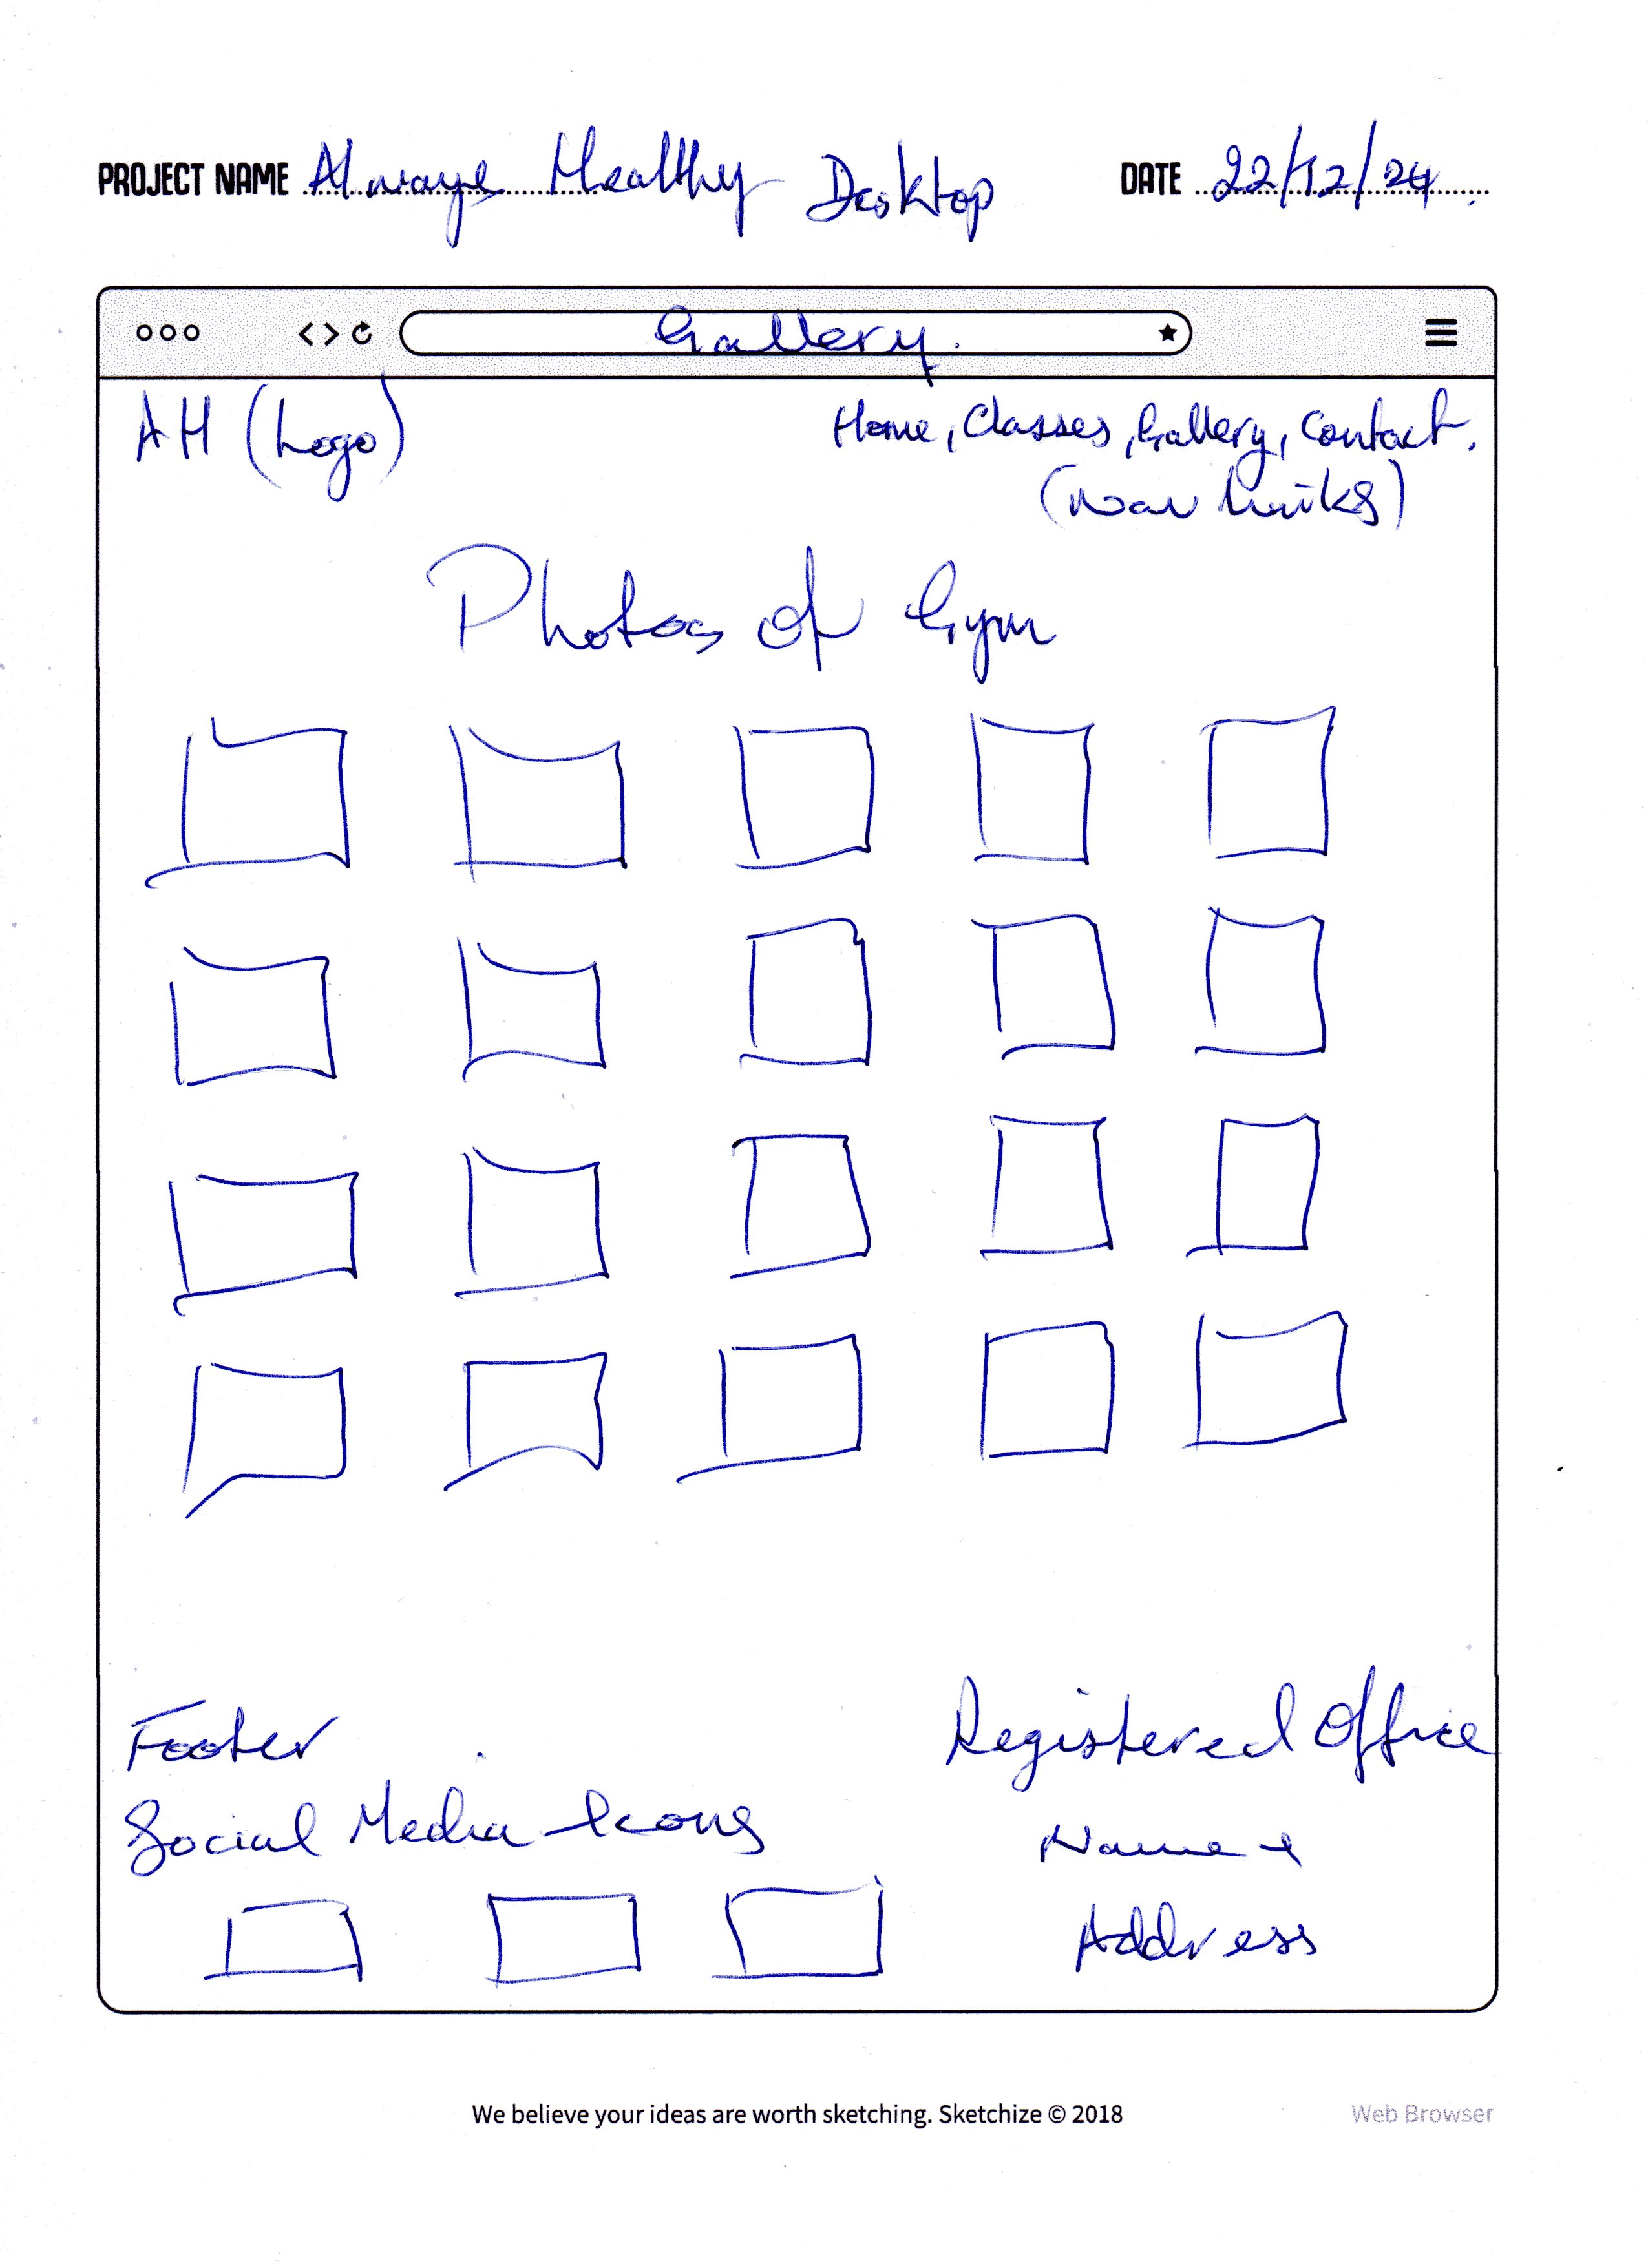 PROJECT NAME Always Healthy Desktop DATE 22/12/24.
Gallery.
AH (Logo) Home, Classes, Gallery, Contact.
(Nav Links)
Photos of Gym
Footer Registered Office
Social Media Icons Name &
Address
We believe your ideas are worth sketching. Sketchize © 2018 Web Browser